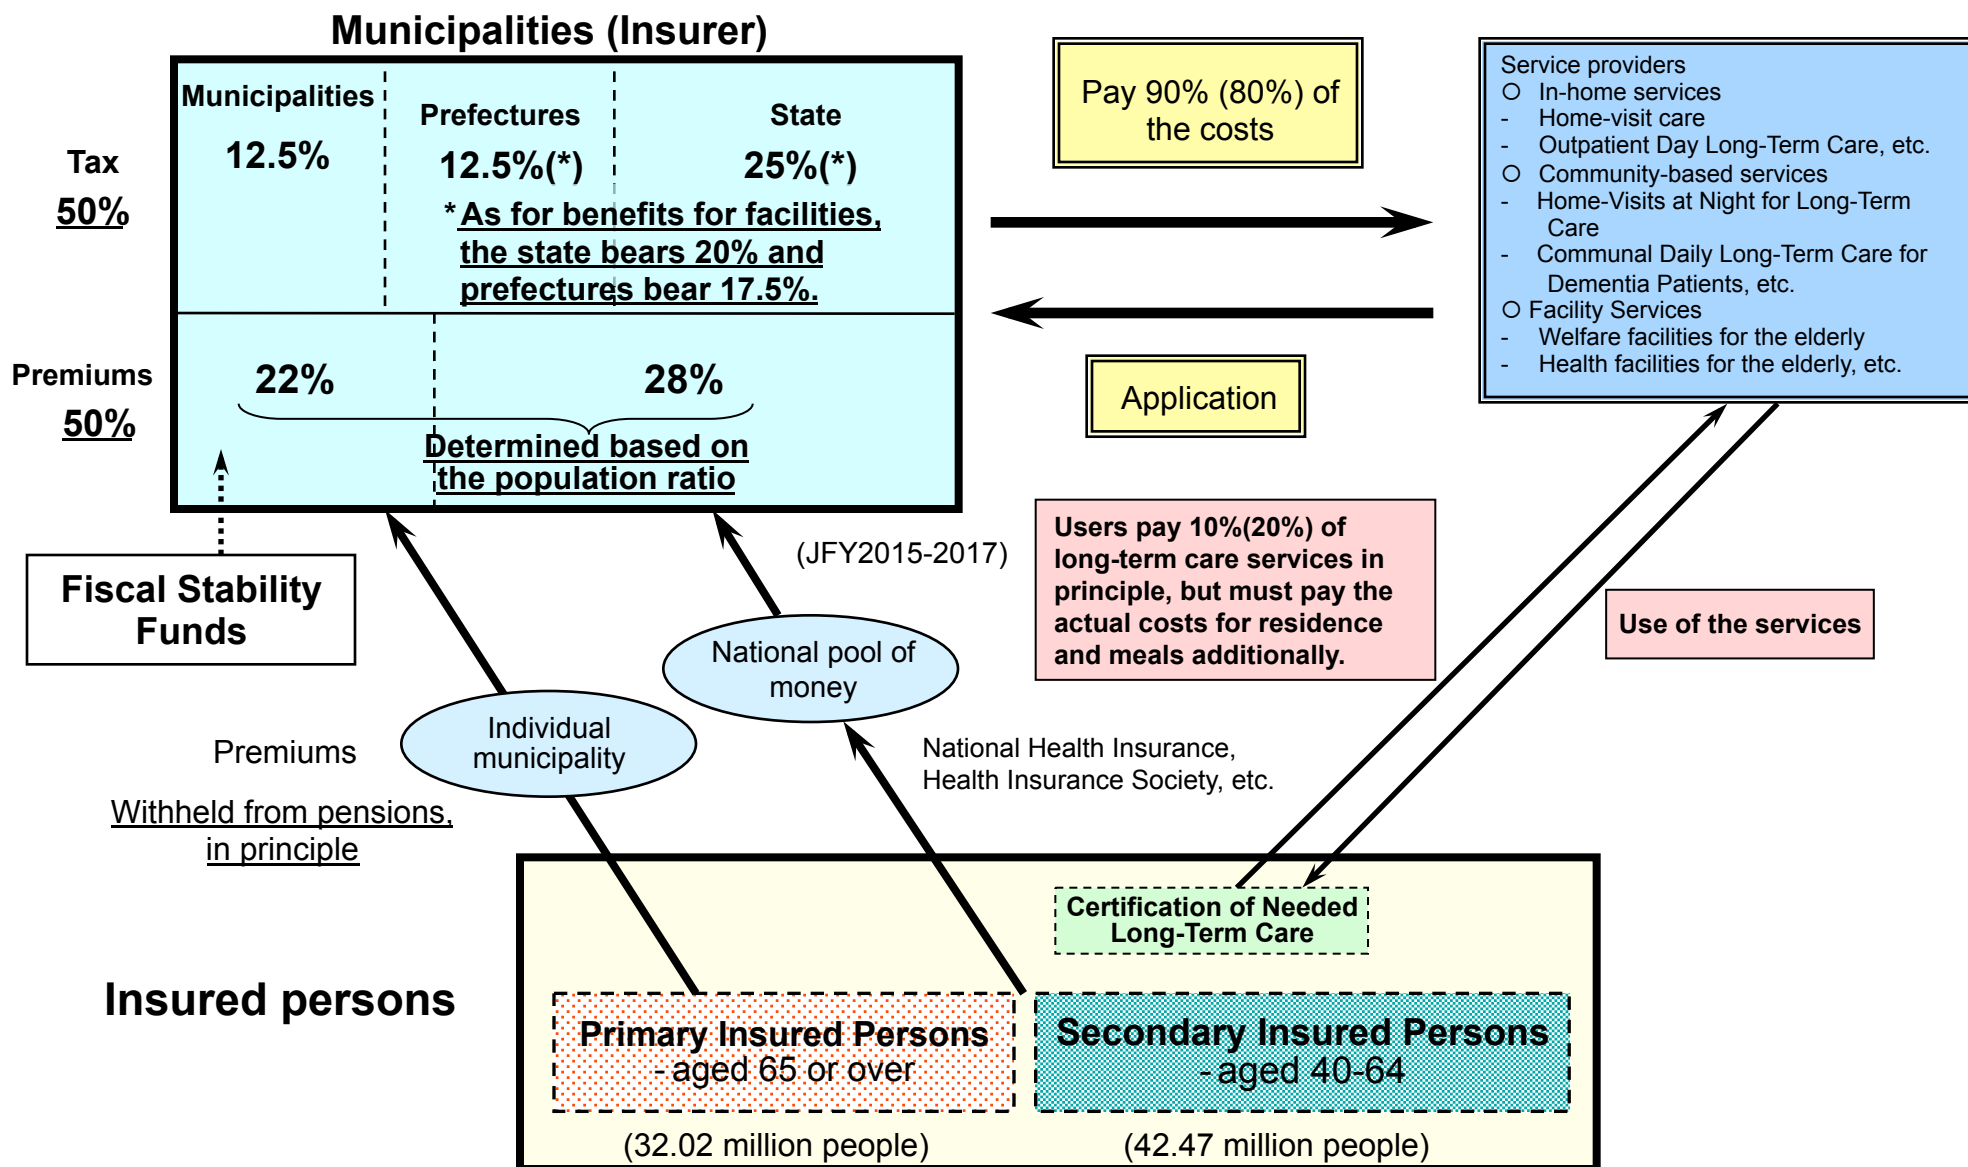 Municipalities (Insurer)
Tax
50%
Municipalities
12.5%
Prefectures
12.5%(*)
State
25%(*)
* As for benefits for facilities,
the state bears 20% and
prefectures bear 17.5%.
Premiums
50%
22%
28%
Determined based on
the population ratio
Pay 90% (80%) of
the costs
Application
Service providers
○ In-home services
- Home-visit care
- Outpatient Day Long-Term Care, etc.
○ Community-based services
- Home-Visits at Night for Long-Term
Care
- Communal Daily Long-Term Care for
Dementia Patients, etc.
○ Facility Services
- Welfare facilities for the elderly
- Health facilities for the elderly, etc.
Fiscal Stability
Funds
(JFY2015-2017)
Users pay 10%(20%) of
long-term care services in
principle, but must pay the
actual costs for residence
and meals additionally.
Use of the services
National pool of
money
Individual
municipality
Premiums
Withheld from pensions,
in principle
National Health Insurance,
Health Insurance Society, etc.
Certification of Needed
Long-Term Care
Insured persons
Primary Insured Persons
- aged 65 or over
Secondary Insured Persons
- aged 40-64
(32.02 million people)
(42.47 million people)